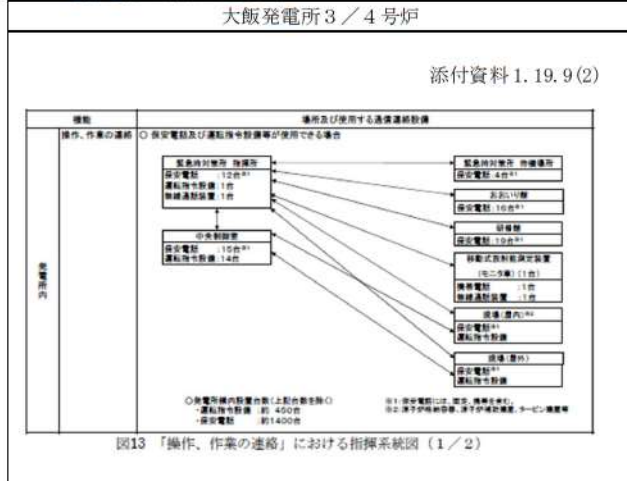 大飯発電所3／4号炉
添付資料1.19.9(2)
機能
場所及び使用する通信連絡設備
発電所内
操作、作業の連絡
○ 保安電話及び運転指令設備等が使用できる場合
緊急時対策所 指揮所
保安電話 :12台※1
運転指令設備:1台
無線通話装置:1台
中央制御室
保安電話 :15台※1
運転指令設備:14台
緊急時対策所 待機場所
保安電話:4台※1
おおいり館
保安電話:16台※1
研修館
保安電話:19台※1
移動式放射能測定装置
(モニタ車)(1台)
携帯電話 :1台
無線通話装置 :1台
現場(屋内)※2
保安電話※1
運転指令設備
現場(屋外)
保安電話※1
運転指令設備
○発電所構内設置台数(上記台数を除く)
・運転指令設備 :約 450台
・保安電話 :約1400台
※1:保安電話には、固定、携帯を含む。
※2:原子炉格納容器、原子炉補助建屋、タービン建屋等
図13 「操作、作業の連絡」における指揮系統図（1／2）